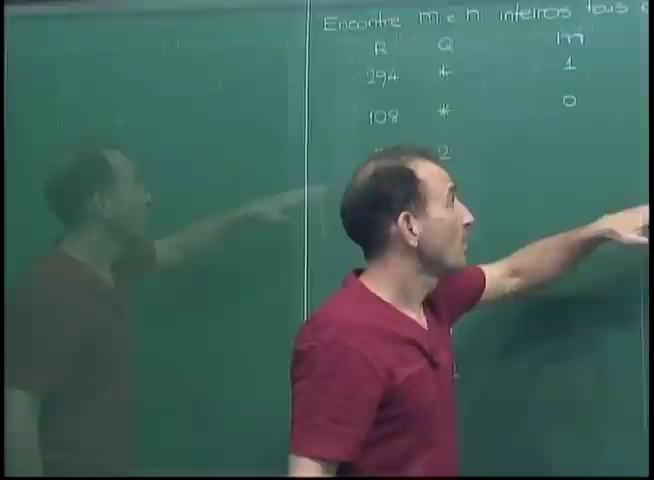 Encontre m e n inteiros tais
R Q m
294 * 1
108 * 0
2